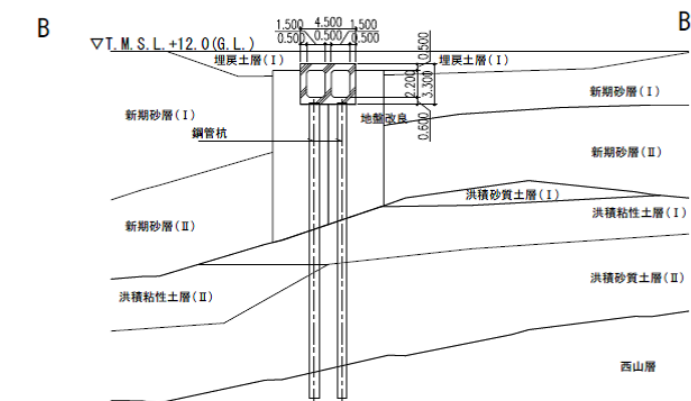 B
B
▽T.M.S.L.+12.0(G.L.)
1.500 4.500 1.500
0.500 0.500 0.500
0.500
2.200
3.300
0.600
埋戻土層(Ⅰ)
埋戻土層(Ⅰ)
新期砂層(Ⅰ)
新期砂層(Ⅰ)
地盤改良
鋼管杭
新期砂層(Ⅱ)
洪積砂質土層(Ⅰ)
洪積粘性土層(Ⅰ)
新期砂層(Ⅱ)
洪積砂質土層(Ⅱ)
洪積粘性土層(Ⅱ)
西山層